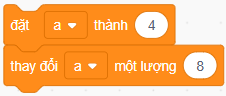 đặt a thành 4
thay đổi a một lượng 8